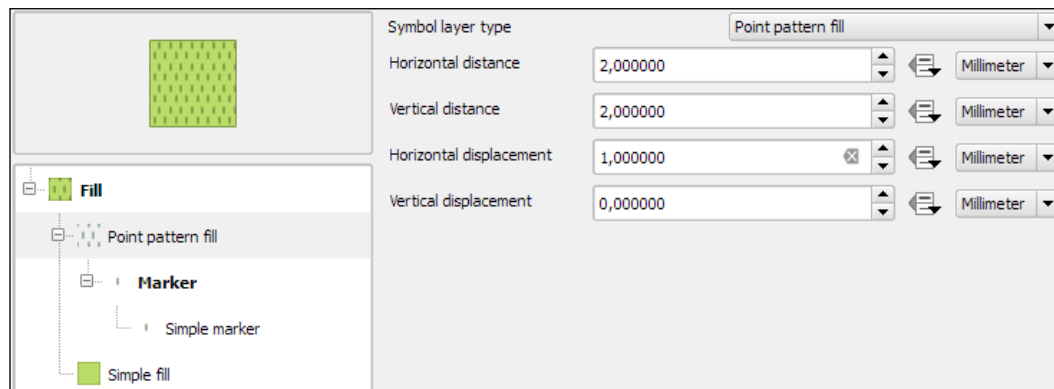 Symbol layer type Point pattern fill
Horizontal distance 2,000000 Millimeter
Vertical distance 2,000000 Millimeter
Horizontal displacement 1,000000 Millimeter
Vertical displacement 0,000000 Millimeter
Fill
Point pattern fill
Marker
Simple marker
Simple fill